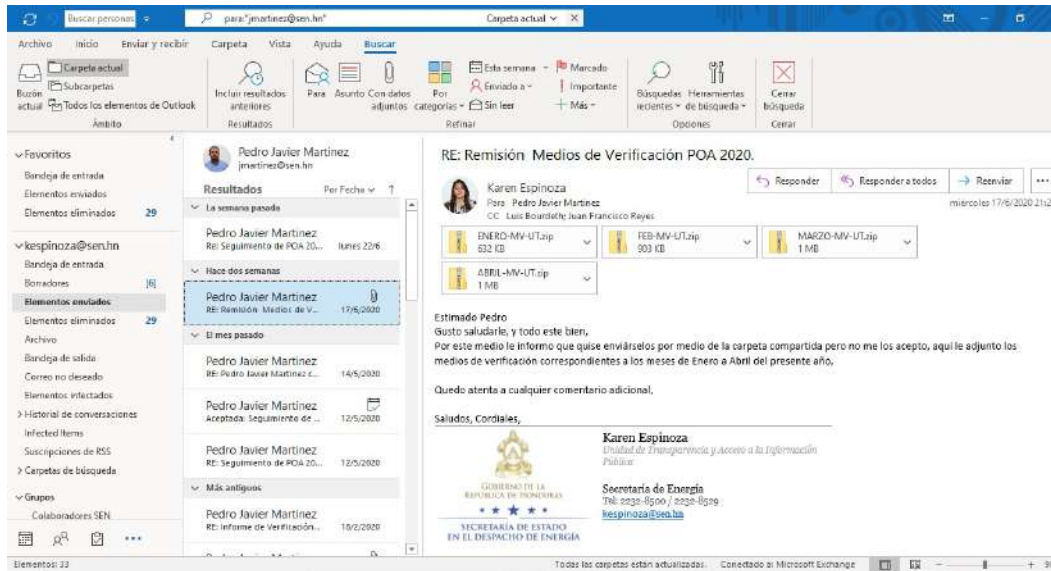 Buscar personas
para:"jmartinez@sen.hn"
Carpeta actual
Archivo Inicio Enviar y recibir Carpeta Vista Ayuda Buscar
Buzón actual
Carpeta actual
Subcarpetas
Todos los elementos de Outlook
Ámbito
Incluir resultados anteriores
Resultados
Para
Asunto
Con datos adjuntos
Por categorías
Esta semana
Enviado a
Sin leer
Marcado
Importante
Más
Refinar
Búsquedas recientes
Herramientas de búsqueda
Opciones
Cerrar búsqueda
Cerrar
Favoritos
Bandeja de entrada
Elementos enviados
Elementos eliminados 29
kespinoza@sen.hn
Bandeja de entrada
Borradores [6]
Elementos enviados
Elementos eliminados 29
Archivo
Bandeja de salida
Correo no deseado
Elementos infectados
Historial de conversaciones
Infected Items
Suscripciones de RSS
Carpetas de búsqueda
Grupos
Colaboradores SEN
Pedro Javier Martinez
jmartinez@sen.hn
Resultados Por Fecha
La semana pasada
Pedro Javier Martinez
Re: Seguimiento de POA 20... lunes 22/6
Hace dos semanas
Pedro Javier Martinez
RE: Remisión Medios de V... 17/6/2020
El mes pasado
Pedro Javier Martinez
RE: Pedro Javier Martinez c... 14/5/2020
Pedro Javier Martinez
Aceptada: Seguimiento de ... 12/5/2020
Pedro Javier Martinez
RE: Seguimiento de POA 20... 12/5/2020
Más antiguos
Pedro Javier Martinez
RE: Informe de Verificación... 18/2/2020
RE: Remisión Medios de Verificación POA 2020.
Karen Espinoza
Para Pedro Javier Martinez
CC Luis Bourdeth; Juan Francisco Reyes
Responder
Responder a todos
Reenviar
miércoles 17/6/2020 21:2
ENERO-MV-UT.zip
632 KB
FEB-MV-UT.zip
903 KB
MARZO-MV-UT.zip
1 MB
ABRIL-MV-UT.zip
1 MB
Estimado Pedro
Gusto saludarle, y todo este bien,
Por este medio le informo que quise enviárselos por medio de la carpeta compartida pero no me los acepto, aquí le adjunto los
medios de verificación correspondientes a los meses de Enero a Abril del presente año,
Quedo atenta a cualquier comentario adicional,
Saludos, Cordiales,
GOBIERNO DE LA
REPÚBLICA DE HONDURAS
SECRETARÍA DE ESTADO
EN EL DESPACHO DE ENERGÍA
Karen Espinoza
Unidad de Transparencia y Acceso a la Información
Pública
Secretaría de Energía
Tel: 2232-8500 / 2232-8529
kespinoza@sen.hn
Elementos: 33
Todas las carpetas están actualizadas. Conectado a: Microsoft Exchange